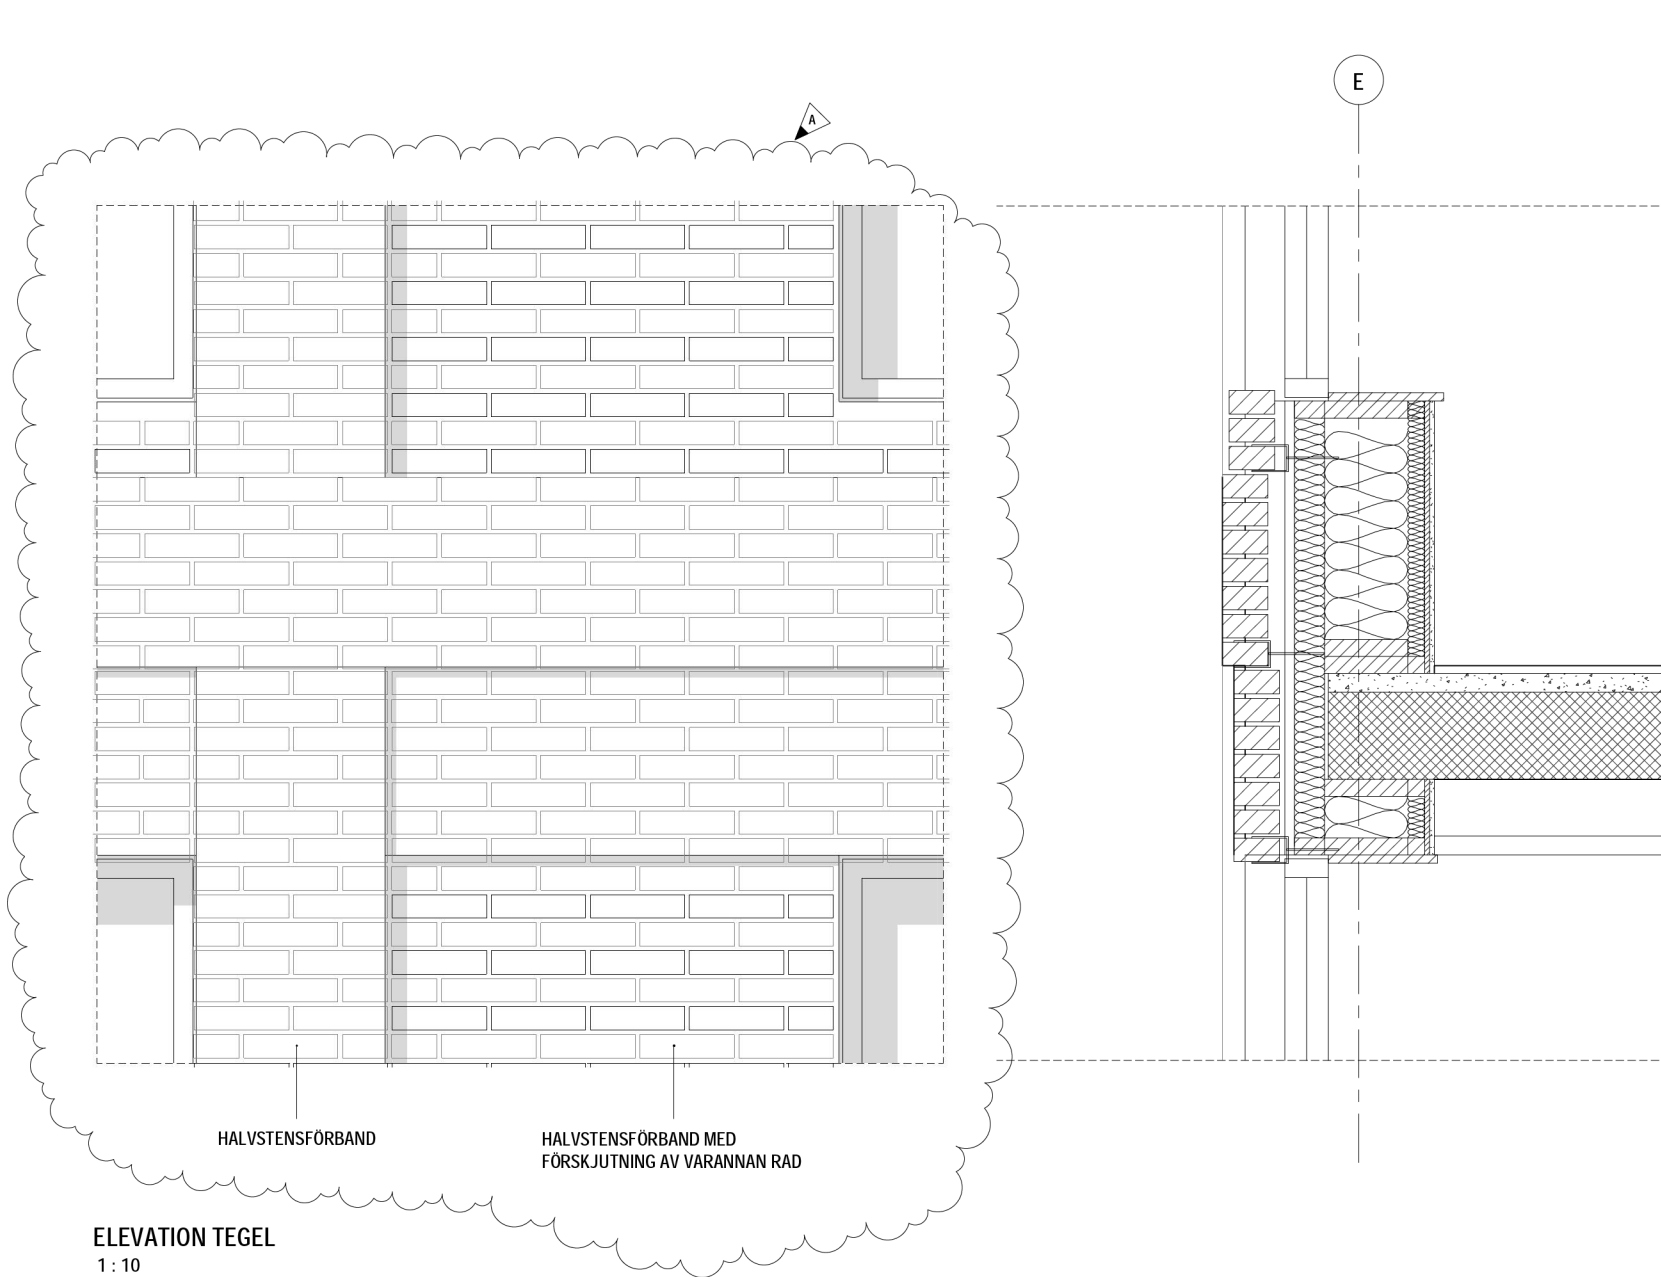 E
A
HALVSTENSFÖRBAND
HALVSTENSFÖRBAND MED
FÖRSKJUTNING AV VARANNAN RAD
ELEVATION TEGEL
1 : 10